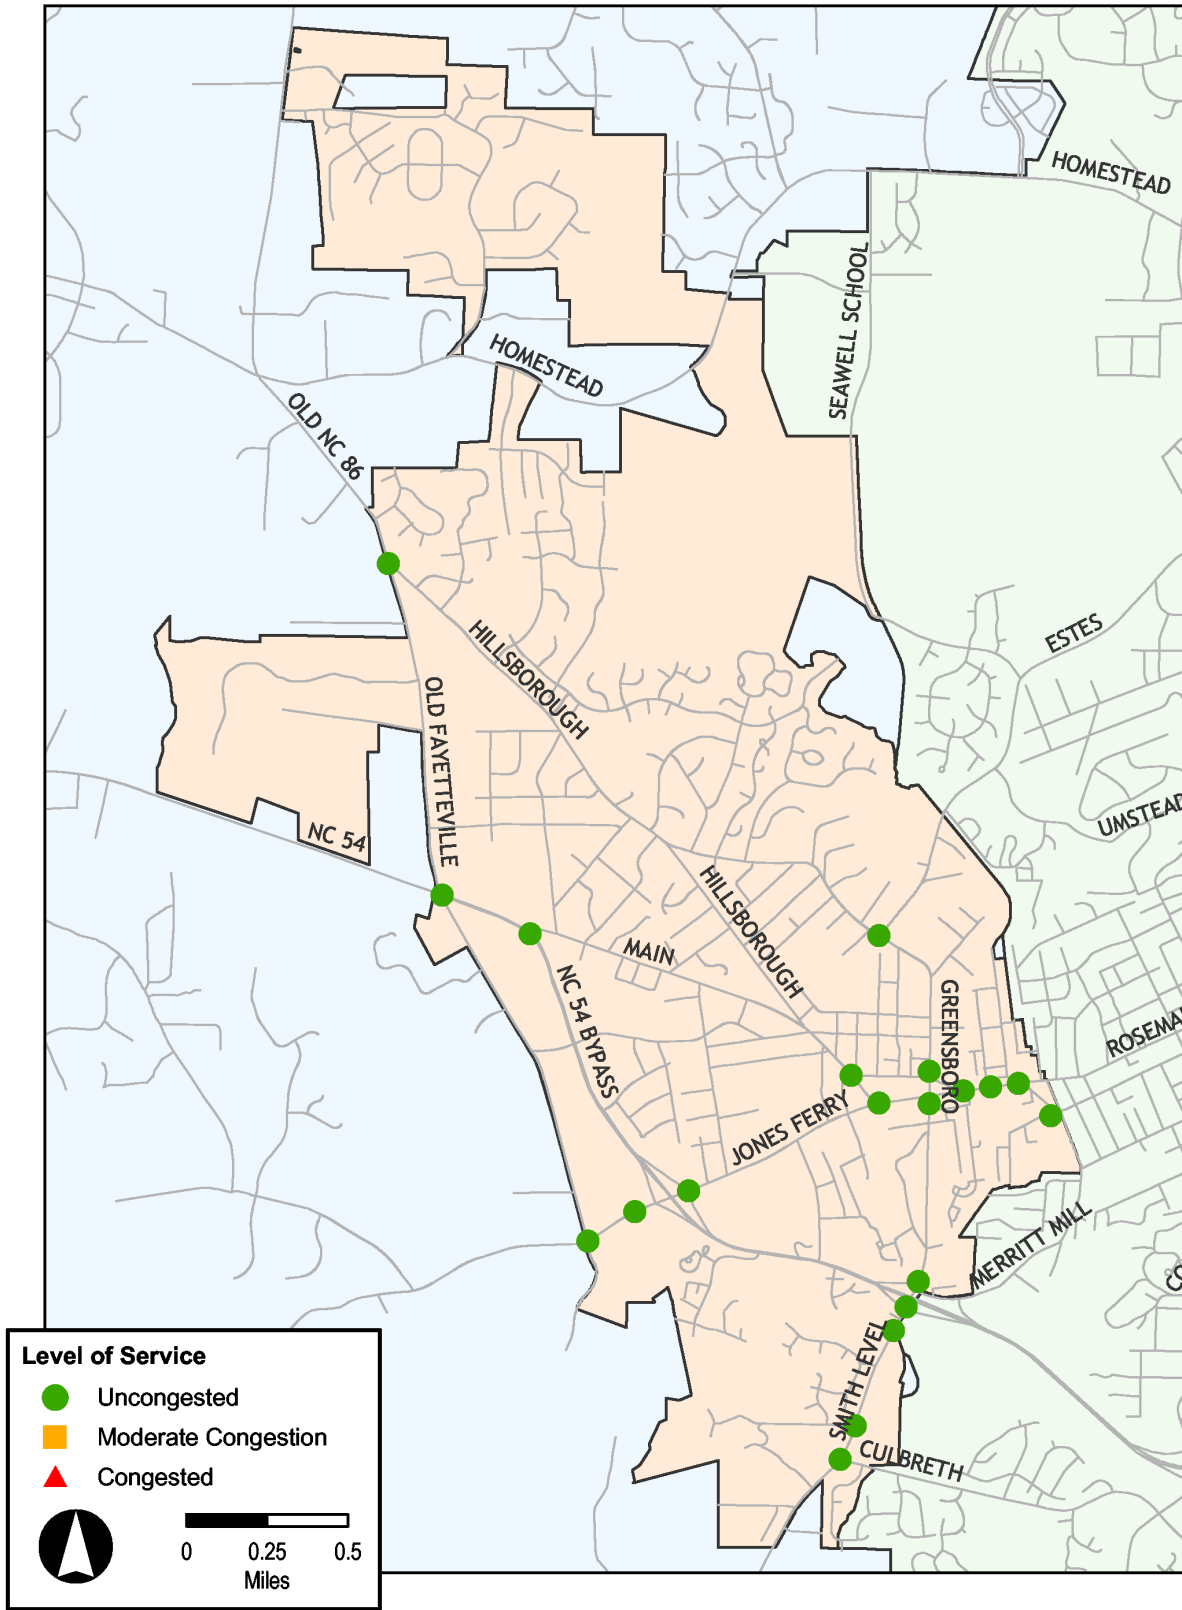 HOMESTEAD
SEAWELL SCHOOL
HOMESTEAD
OLD NC 86
ESTES
HILLSBOROUGH
OLD FAYETTEVILLE
UMSTEAD
NC 54
HILLSBOROUGH
MAIN
NC 54 BYPASS
GREENSBORO
ROSEMA
JONES FERRY
MERRITT MILL
CO
SMITH LEVEL
CULBRETH
Level of Service
Uncongested
Moderate Congestion
Congested
0 0.25 0.5
Miles